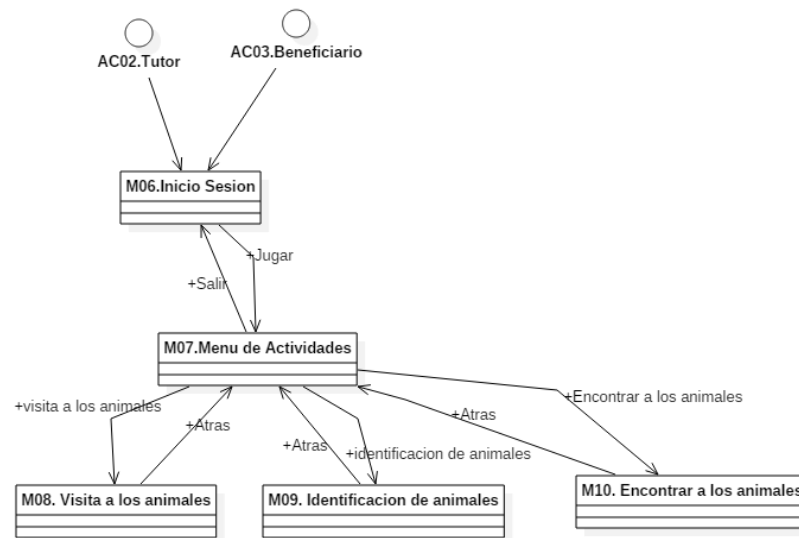 AC02.Tutor
AC03.Beneficiario
M06.Inicio Sesion
+Jugar
+Salir
M07.Menu de Actividades
+visita a los animales
+Encontrar a los animales
+Atras
+Atras
+Atras
+identificacion de animales
M08. Visita a los animales
M09. Identificacion de animales
M10. Encontrar a los animales